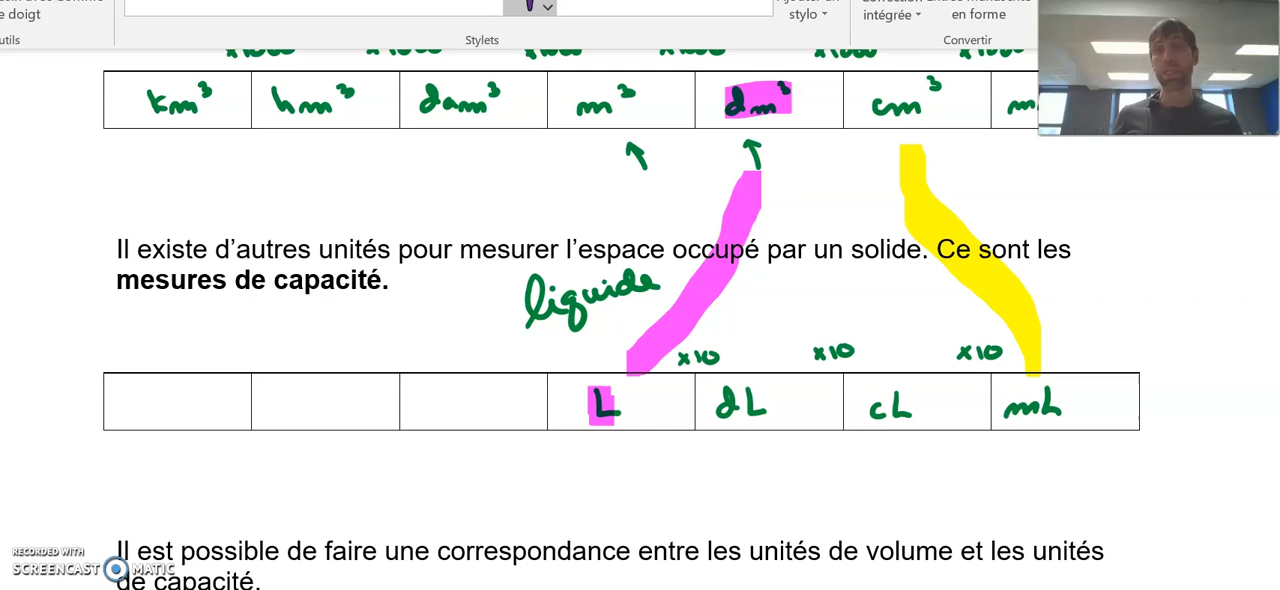 e doigt
stylo
intégrée
en forme
utils
Stylets
Convertir
km³ hm³ dam³ m³ dm³ cm³
Il existe d’autres unités pour mesurer l’espace occupé par un solide. Ce sont les
mesures de capacité.
liquide
x10 x10 x10
L dL cL mL
Il est possible de faire une correspondance entre les unités de volume et les unités
de capacité.
RECORDED WITH
SCREENCAST MATIC